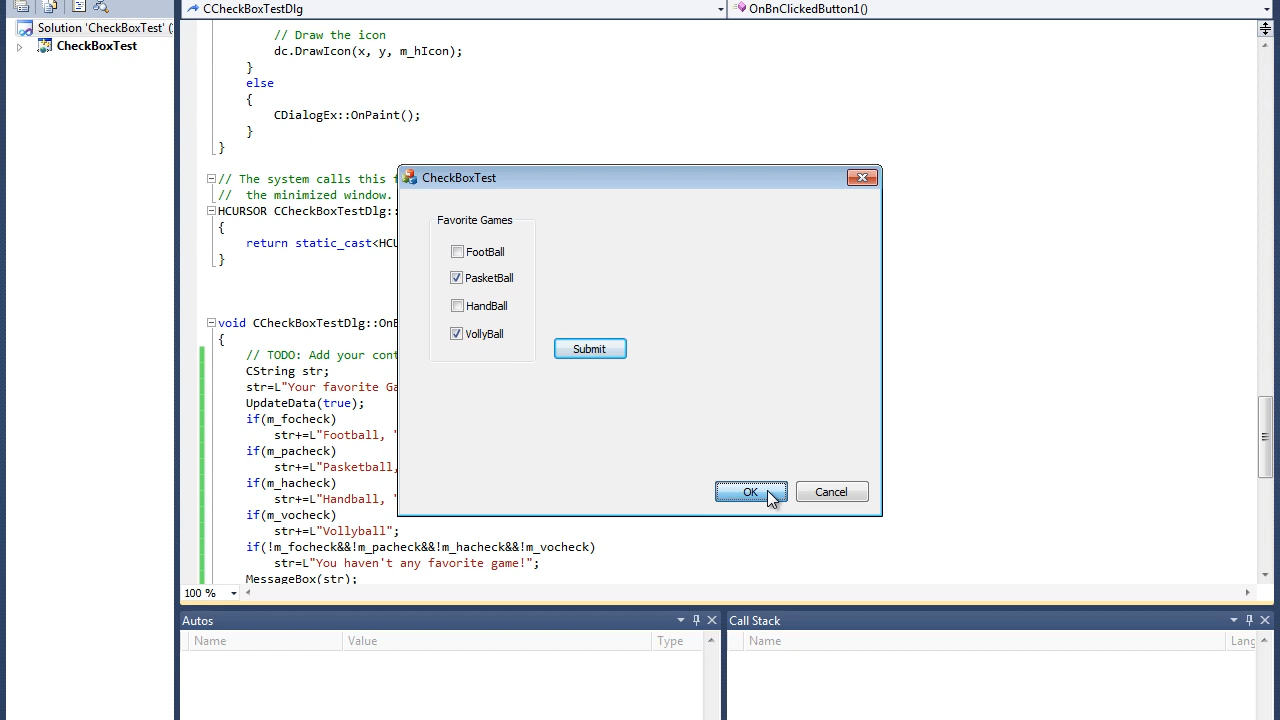 CCheckBoxTestDlg
OnBnClickedButton1()
Solution 'CheckBoxTest' (
CheckBoxTest
// Draw the icon
dc.DrawIcon(x, y, m_hIcon);
}
else
{
CDialogEx::OnPaint();
}
}
// The system calls this f
// the minimized window.
HCURSOR CCheckBoxTestDlg::
{
return static_cast<HCU
}
void CCheckBoxTestDlg::OnB
{
// TODO: Add your cont
CString str;
str=L"Your favorite Ga
UpdateData(true);
if(m_focheck)
str+=L"Football, "
if(m_pacheck)
str+=L"Pasketball,
if(m_hacheck)
str+=L"Handball, "
if(m_vocheck)
str+=L"Vollyball";
if(!m_focheck&&!m_pacheck&&!m_hacheck&&!m_vocheck)
str=L"You haven't any favorite game!";
MessageBox(str);
CheckBoxTest
Favorite Games
FootBall
PasketBall
HandBall
VollyBall
Submit
OK
Cancel
100 %
Autos
Name
Value
Type
Call Stack
Name
Lang